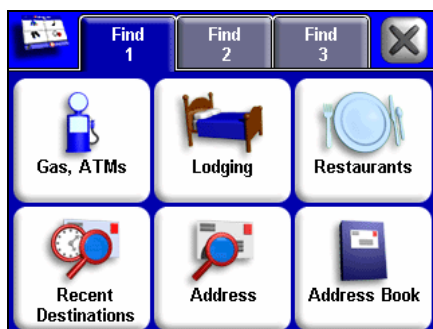 Find
1
Find
2
Find
3
Gas, ATMs
Lodging
Restaurants
Recent
Destinations
Address
Address Book